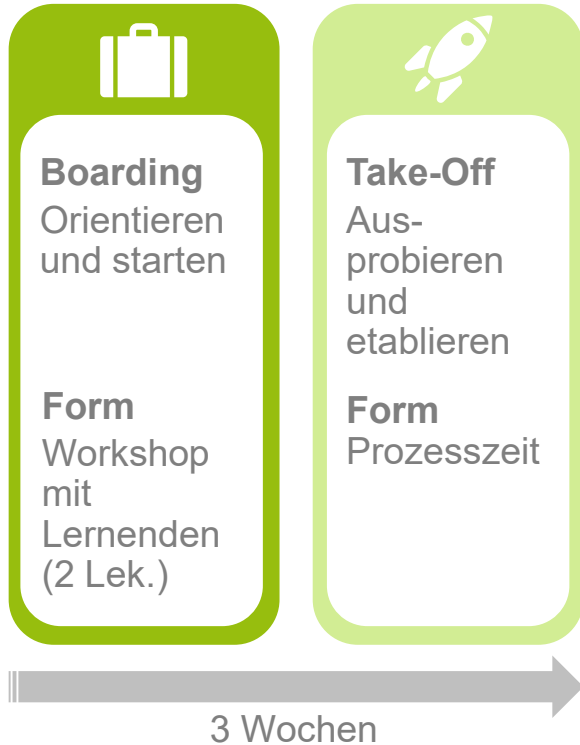 Boarding
Orientieren
und starten
Form
Workshop
mit
Lernenden
(2 Lek.)
Take-Off
Aus-
probieren
und
etablieren
Form
Prozesszeit
3 Wochen